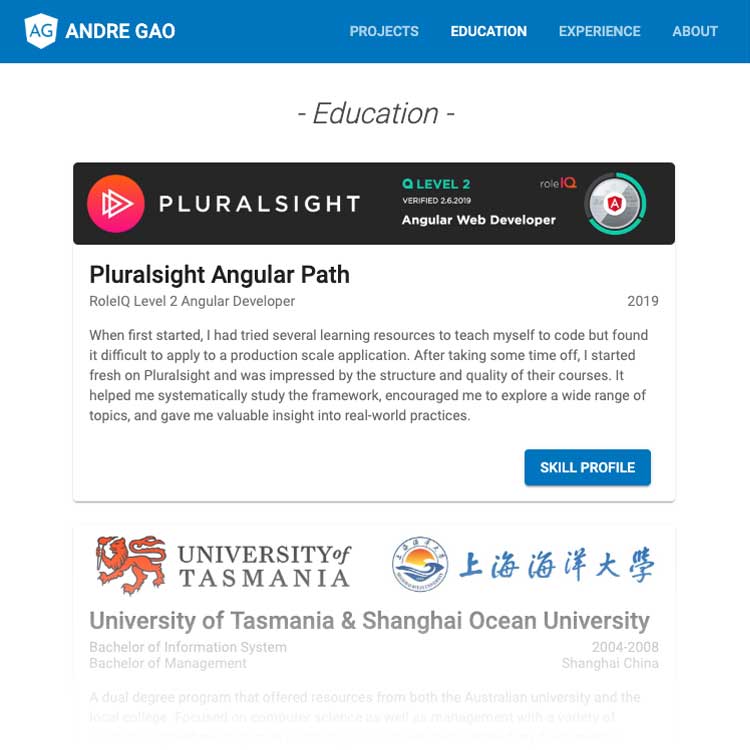 AG ANDRE GAO PROJECTS EDUCATION EXPERIENCE ABOUT
- Education -
PLURALSIGHT
LEVEL 2
roleIQ
VERIFIED 2.6.2019
Angular Web Developer
A
Pluralsight Angular Path
RoleIQ Level 2 Angular Developer 2019
When first started, I had tried several learning resources to teach myself to code but found
it difficult to apply to a production scale application. After taking some time off, I started
fresh on Pluralsight and was impressed by the structure and quality of their courses. It
helped me systematically study the framework, encouraged me to explore a wide range of
topics, and gave me valuable insight into real-world practices.
SKILL PROFILE
UNIVERSITY of
TASMANIA
上海海洋大學
University of Tasmania & Shanghai Ocean University
Bachelor of Information System 2004-2008
Bachelor of Management Shanghai China
A dual degree program that offered resources from both the Australian university and the
local college. Focused on computer science as well as management with a variety of